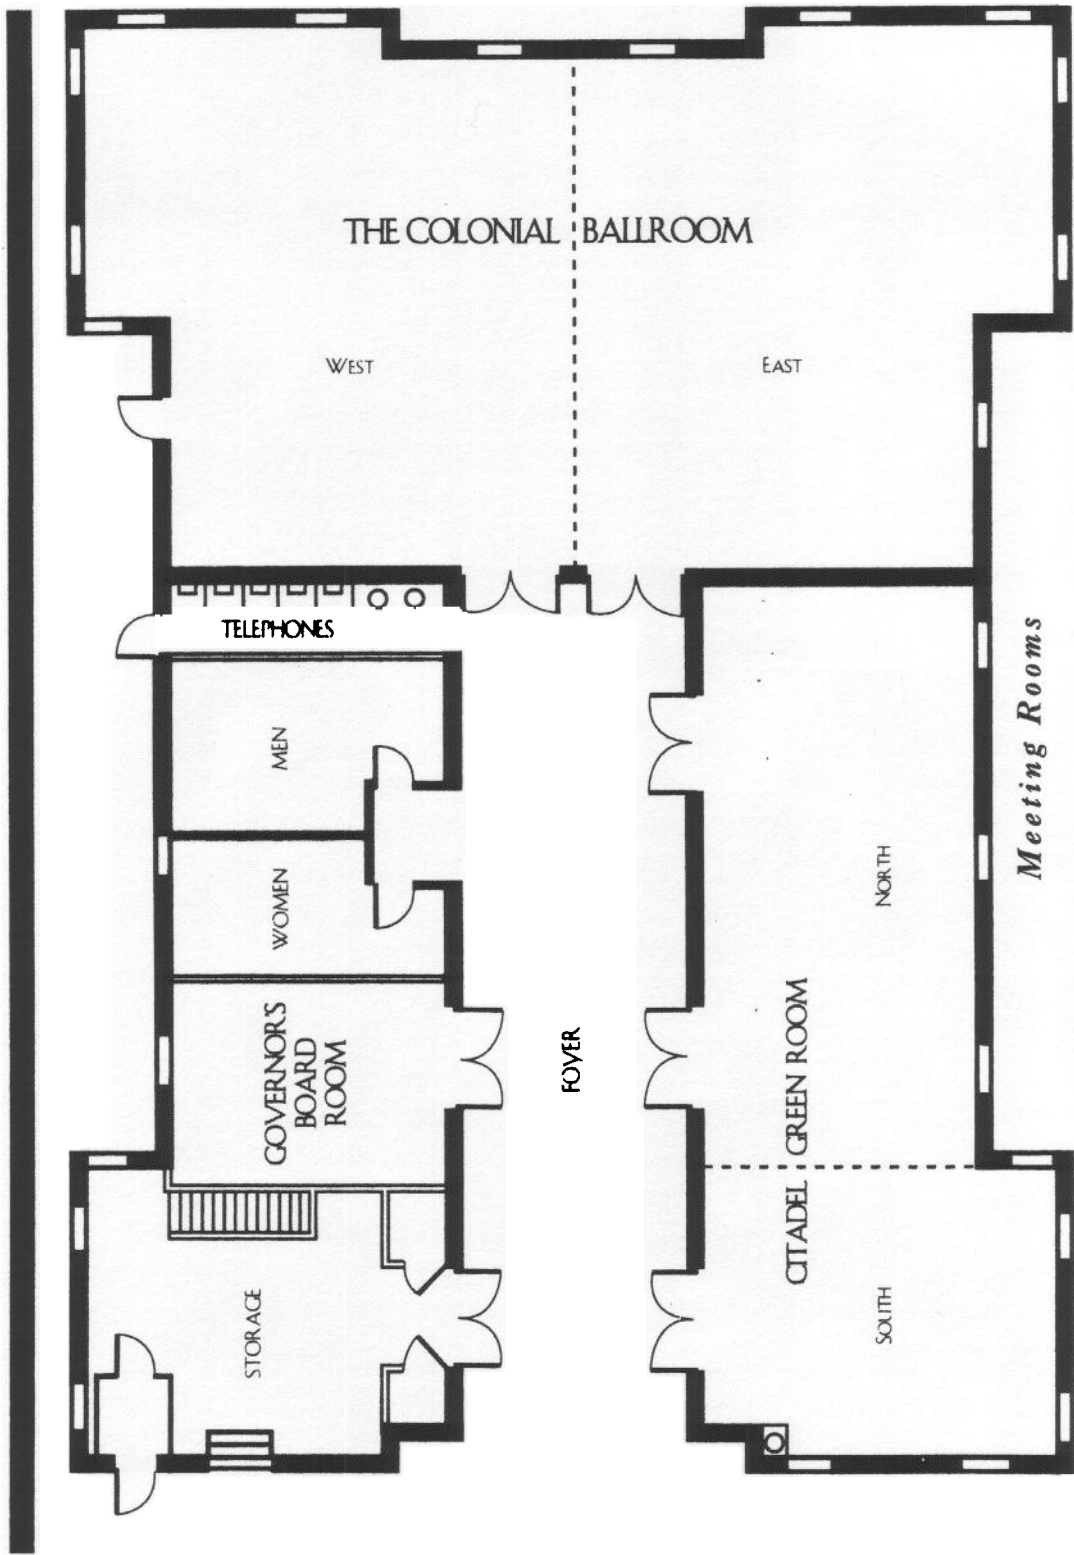 THE COLONIAL BALLROOM
WEST
EAST
TELEPHONES
MEN
WOMEN
GOVERNOR'S
BOARD
ROOM
STORAGE
FOYER
CITADEL GREEN ROOM
NORTH
SOUTH
Meeting Rooms